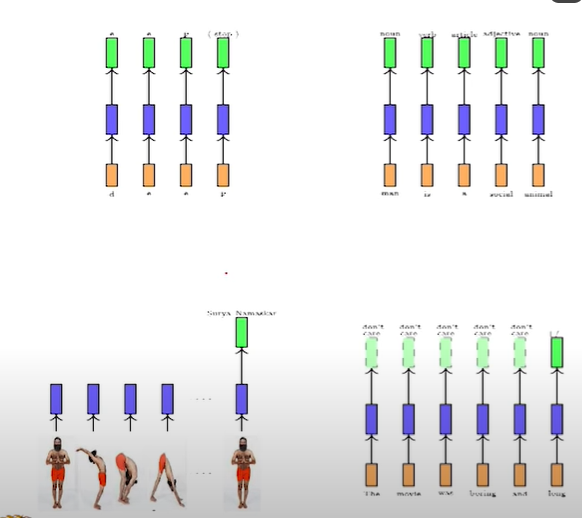 e e p ⟨ stop ⟩
d e e p
noun verb article adjective noun
man is a social animal
Surya Namaskar
. . .
. . .
don't don't don't don't don't
care care care care care
The movie was boring and long